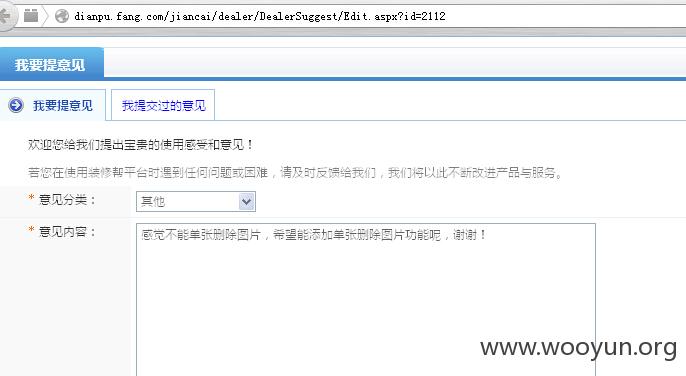 dianpu.fang.com/jiancai/dealer/DealerSuggest/Edit.aspx?id=2112
我要提意见
我要提意见 我提交过的意见
欢迎您给我们提出宝贵的使用感受和意见！
若您在使用装修帮平台时遇到任何问题或困难，请及时反馈给我们，我们将以此不断改进产品与服务。
* 意见分类： 其他
* 意见内容： 感觉不能单张删除图片，希望能添加单张删除图片功能呢，谢谢！
www.wooyun.org